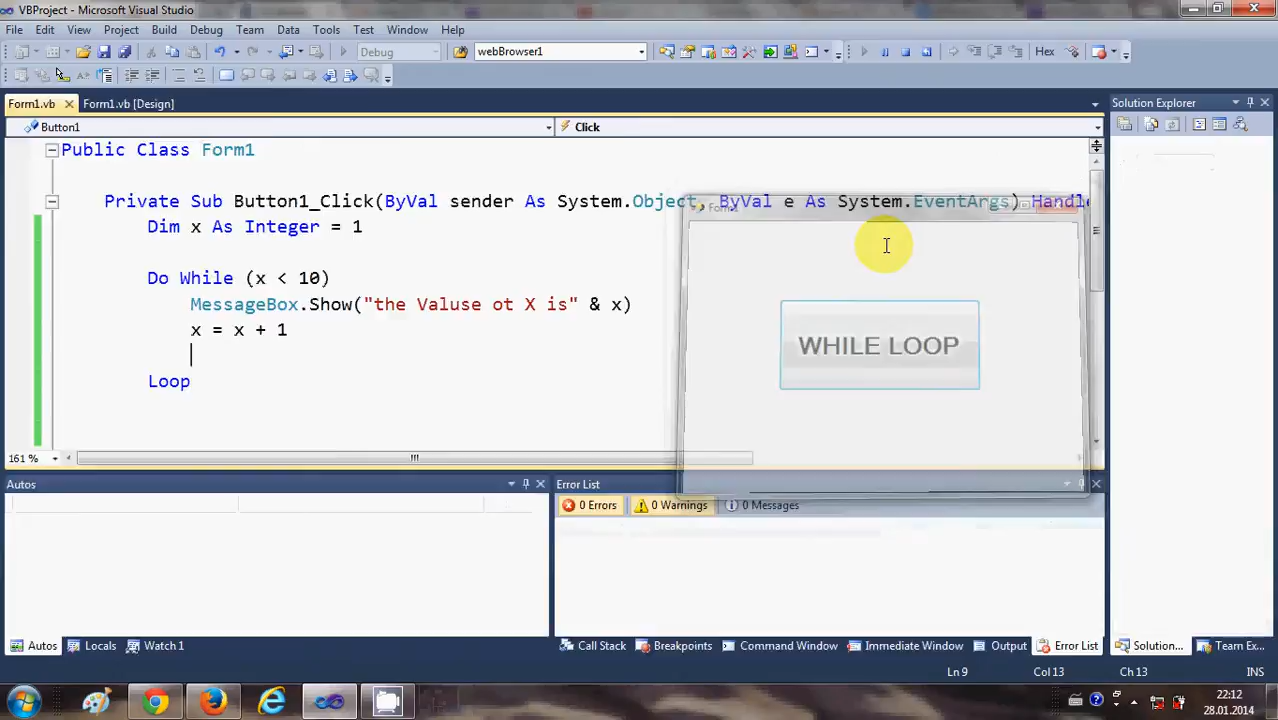 VBProject - Microsoft Visual Studio
File Edit View Project Build Debug Team Data Tools Test Window Help
Debug webBrowser1 Hex
Form1.vb Form1.vb [Design] Solution Explorer
Button1 Click
Public Class Form1
Private Sub Button1_Click(ByVal sender As System.Object, ByVal e As System.EventArgs) Handle
Form1
Dim x As Integer = 1
Do While (x < 10)
MessageBox.Show("the Valuse ot X is" & x)
x = x + 1
Loop
WHILE LOOP
161 %
Autos Error List
0 Errors 0 Warnings 0 Messages
Autos Locals Watch 1 Call Stack Breakpoints Command Window Immediate Window Output Error List Solution... Team Ex...
Ln 9 Col 13 Ch 13 INS
22:12
28.01.2014